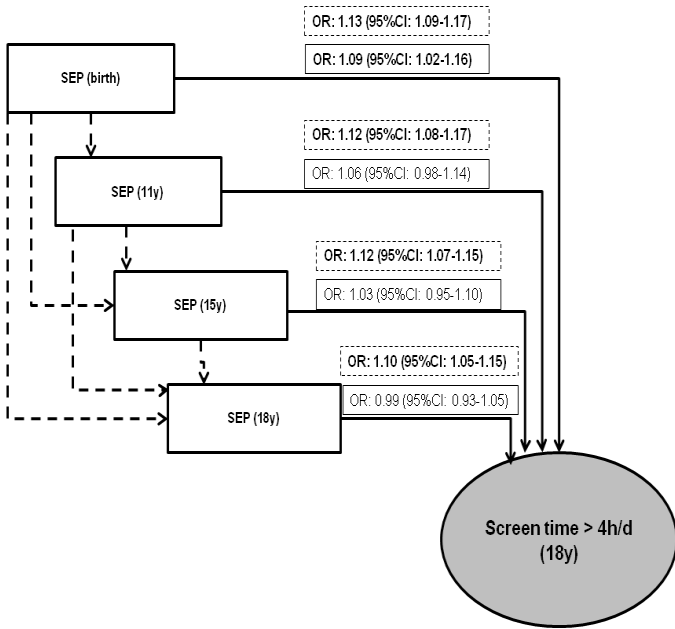 OR: 1.13 (95%CI: 1.09-1.17)
OR: 1.09 (95%CI: 1.02-1.16)
SEP (birth)
OR: 1.12 (95%CI: 1.08-1.17)
OR: 1.06 (95%CI: 0.98-1.14)
SEP (11y)
OR: 1.12 (95%CI: 1.07-1.15)
OR: 1.03 (95%CI: 0.95-1.10)
SEP (15y)
OR: 1.10 (95%CI: 1.05-1.15)
OR: 0.99 (95%CI: 0.93-1.05)
SEP (18y)
Screen time > 4h/d
(18y)